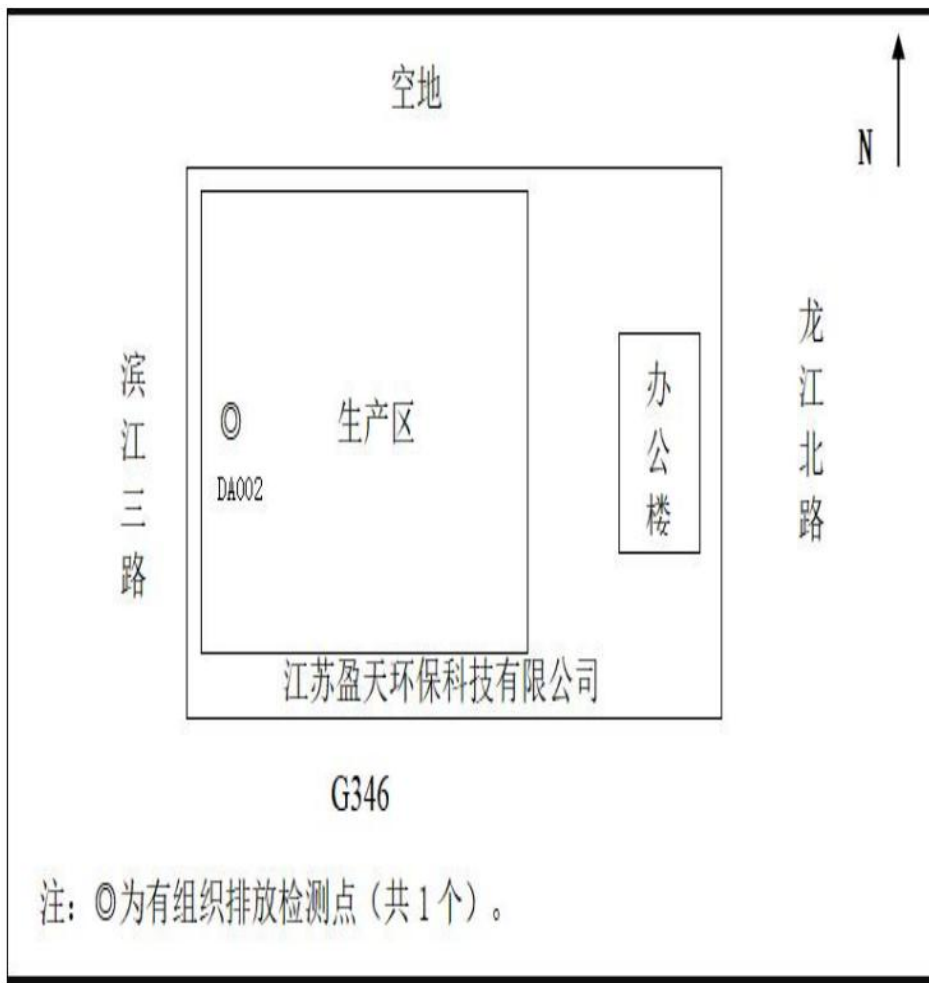 空地
N
滨江三路
DA002
生产区
办公楼
龙江北路
江苏盈天环保科技有限公司
G346
注：◎为有组织排放检测点（共1个）。